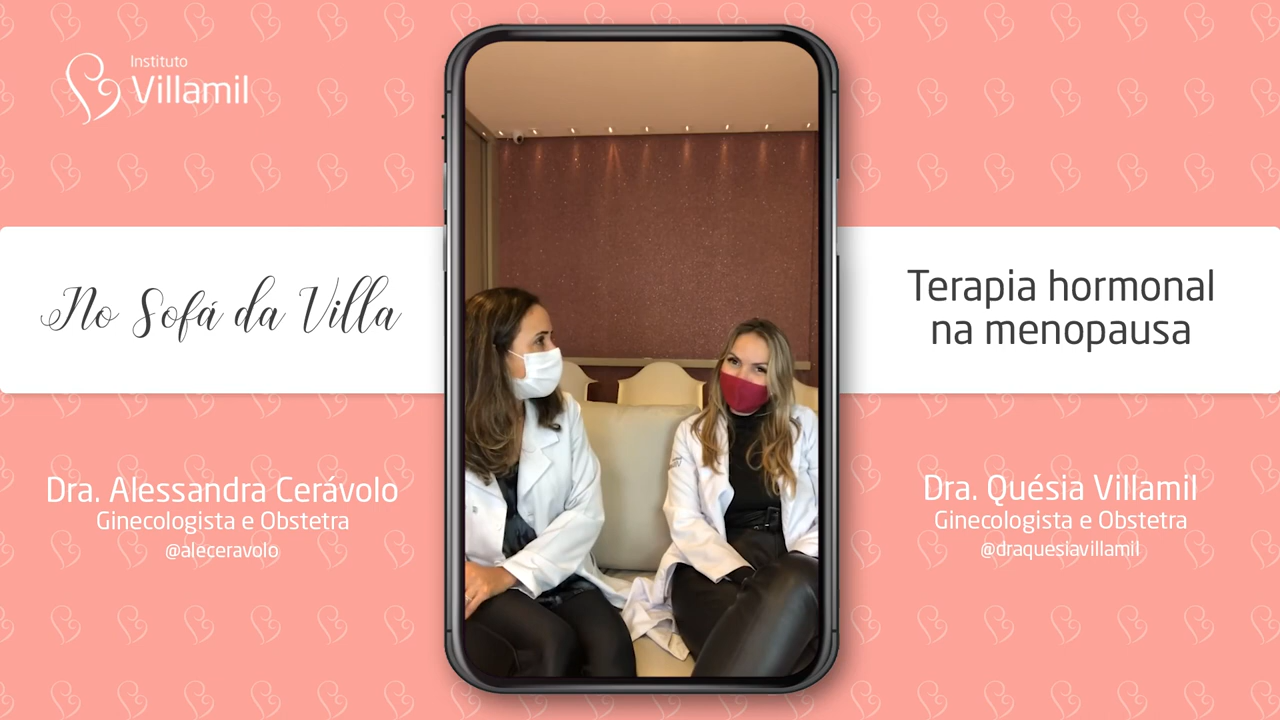 Instituto
Villamil
No Sofá da Villa
Terapia hormonal
na menopausa
Dra. Alessandra Cerávolo
Ginecologista e Obstetra
@aleceravolo
Dra. Quésia Villamil
Ginecologista e Obstetra
@draquesiavillamil